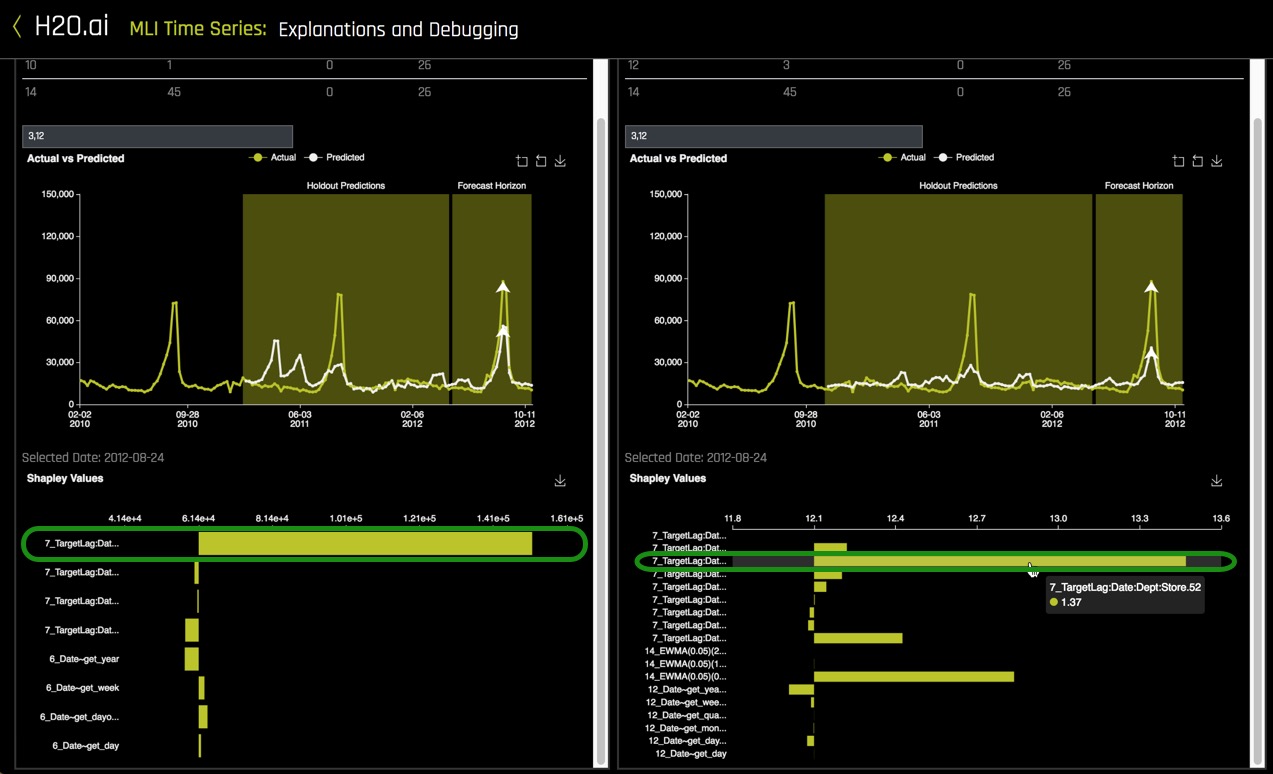 H2O.ai MLI Time Series: Explanations and Debugging
10 1 0 26
14 45 0 26
3,12
Actual vs Predicted Actual Predicted
Holdout Predictions Forecast Horizon
150,000
120,000
90,000
60,000
30,000
0
02-02 09-28 06-03 02-06 10-11
2010 2010 2011 2012 2012
Selected Date: 2012-08-24
Shapley Values
4.14e+4 6.14e+4 8.14e+4 1.01e+5 1.21e+5 1.41e+5 1.61e+5
7_TargetLag:Dat...
7_TargetLag:Dat...
7_TargetLag:Dat...
7_TargetLag:Dat...
6_Date~get_year
6_Date~get_week
6_Date~get_dayo...
6_Date~get_day
12 3 0 26
14 45 0 26
3,12
Actual vs Predicted Actual Predicted
Holdout Predictions Forecast Horizon
150,000
120,000
90,000
60,000
30,000
0
02-02 09-28 06-03 02-06 10-11
2010 2010 2011 2012 2012
Selected Date: 2012-08-24
Shapley Values
11.8 12.1 12.4 12.7 13.0 13.3 13.6
7_TargetLag:Dat...
7_TargetLag:Dat...
7_TargetLag:Dat...
7_TargetLag:Dat...
7_TargetLag:Dat...
7_TargetLag:Dat...
7_TargetLag:Dat...
7_TargetLag:Dat...
7_TargetLag:Dat...
14_EWMA(0.05)(2...
14_EWMA(0.05)(1...
14_EWMA(0.05)(0...
12_Date~get_yea...
12_Date~get_wee...
12_Date~get_qua...
12_Date~get_mon...
12_Date~get_day...
12_Date~get_day
7_TargetLag:Date:Dept:Store.52
1.37